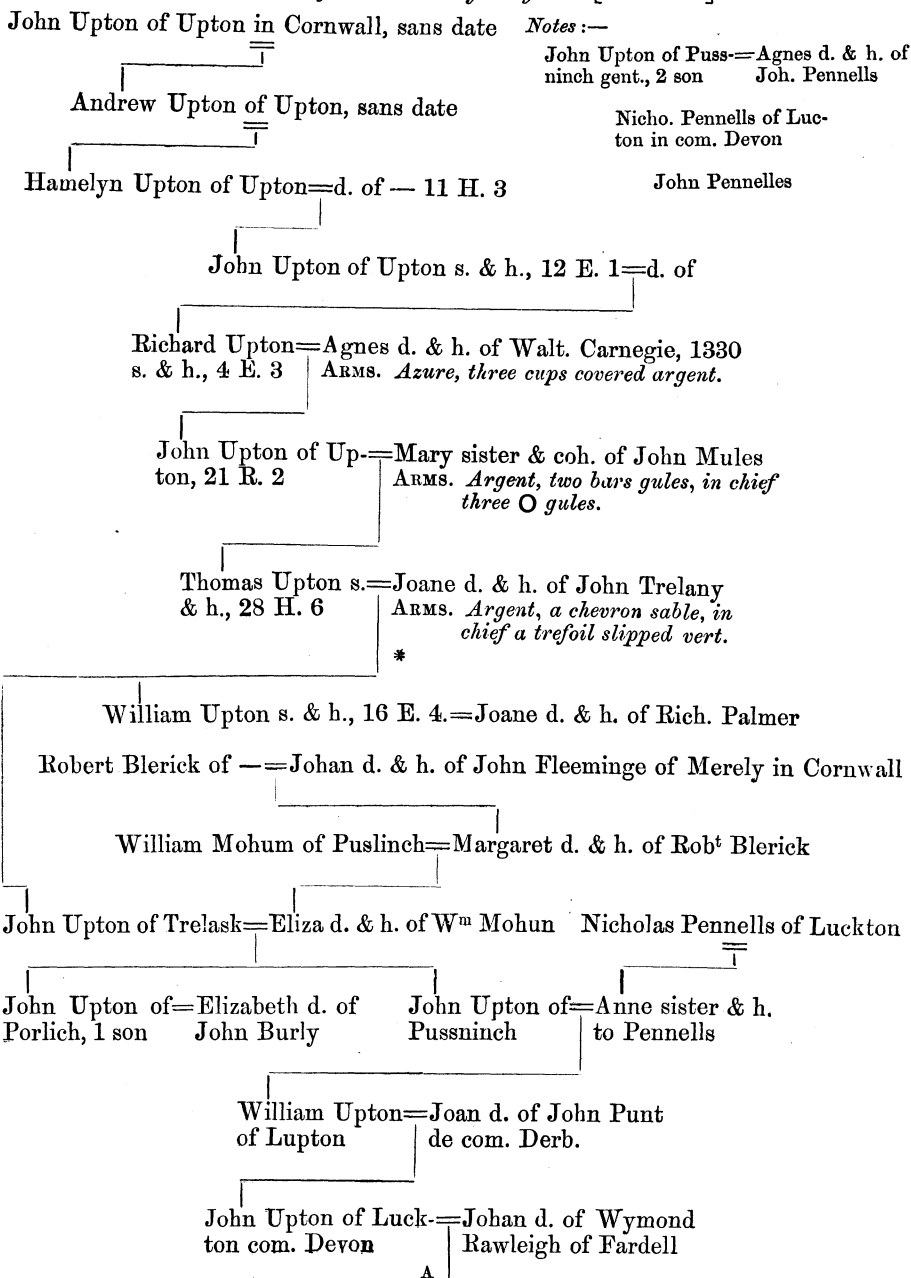 John Upton of Upton in Cornwall, sans date
Notes:—
John Upton of Puss-=Agnes d. & h. of
ninch gent., 2 son Joh. Pennells
Andrew Upton of Upton, sans date
Nicho. Pennells of Luc-
ton in com. Devon
Hamelyn Upton of Upton=d. of — 11 H. 3
John Pennelles
John Upton of Upton s. & h., 12 E. 1=d. of
Richard Upton=Agnes d. & h. of Walt. Carnegie, 1330
s. & h., 4 E. 3 ARMS. Azure, three cups covered argent.
John Upton of Up-=Mary sister & coh. of John Mules
ton, 21 R. 2 ARMS. Argent, two bars gules, in chief
three O gules.
Thomas Upton s.=Joane d. & h. of John Trelany
& h., 28 H. 6 ARMS. Argent, a chevron sable, in
chief a trefoil slipped vert.
*
William Upton s. & h., 16 E. 4.=Joane d. & h. of Rich. Palmer
Robert Blerick of —=Johan d. & h. of John Fleeminge of Merely in Cornwall
William Mohum of Puslinch=Margaret d. & h. of Robt Blerick
John Upton of Trelask=Eliza d. & h. of Wm Mohun Nicholas Pennells of Luckton
John Upton of=Elizabeth d. of John Upton of=Anne sister & h.
Porlich, 1 son John Burly Pussninch to Pennells
William Upton=Joan d. of John Punt
of Lupton de com. Derb.
John Upton of Luck-=Johan d. of Wymond
ton com. Devon Rawleigh of Fardell
A